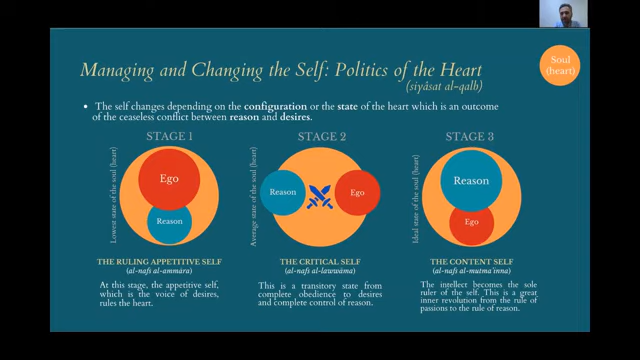 Managing and Changing the Self: Politics of the Heart
(siyāsat al-qalb)
Soul
(heart)
• The self changes depending on the configuration or the state of the heart which is an outcome
of the ceaseless conflict between reason and desires.
STAGE 1
Lowest state of the soul (heart)
Ego
Reason
THE RULING APPETITIVE SELF
(al-nafs al-ammāra)
At this stage, the appetitive self,
which is the voice of desires,
rules the heart.
STAGE 2
Average state of the soul (heart)
Reason
Ego
THE CRITICAL SELF
(al-nafs al-lawwāma)
This is a transitory state from
complete obedience to desires
and complete control of reason.
STAGE 3
Ideal state of the soul (heart)
Reason
Ego
THE CONTENT SELF
(al-nafs al-mutma'inna)
The intellect becomes the sole
ruler of the self. This is a great
inner revolution from the rule of
passions to the rule of reason.